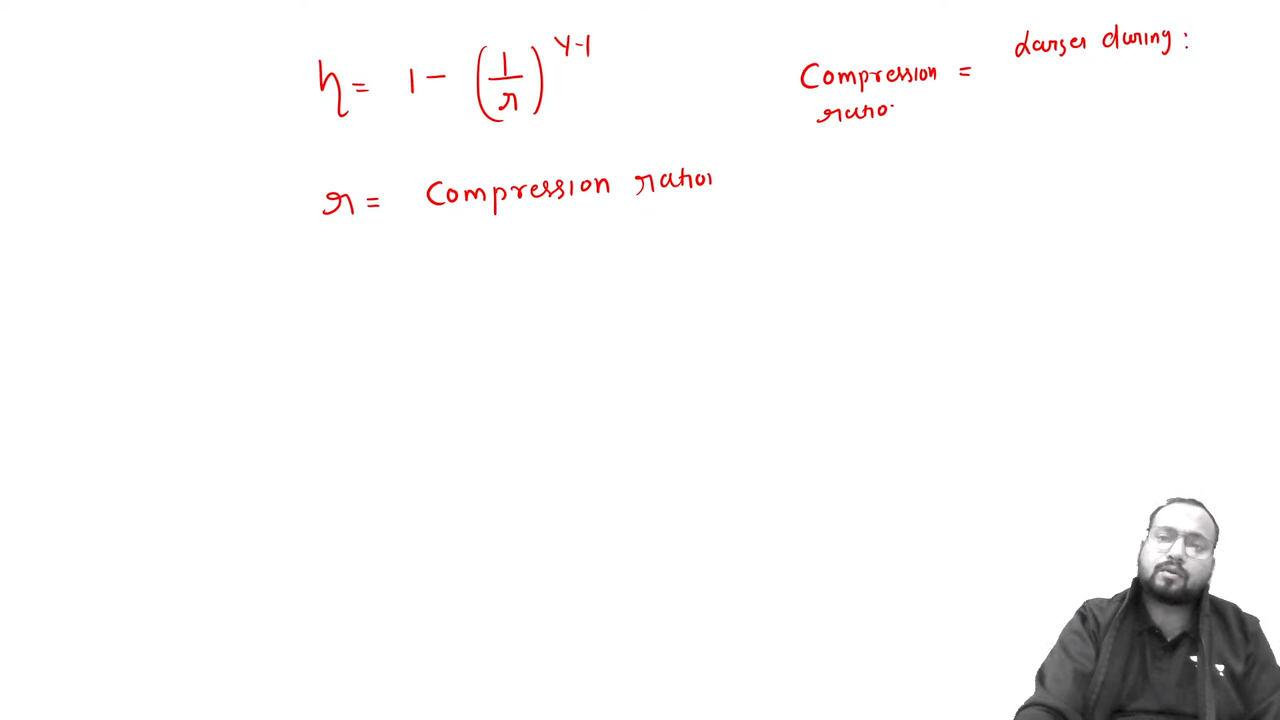 η = 1 - (1/r)^γ-1
Larger during :
Compression =
ratio.
r = Compression ratio